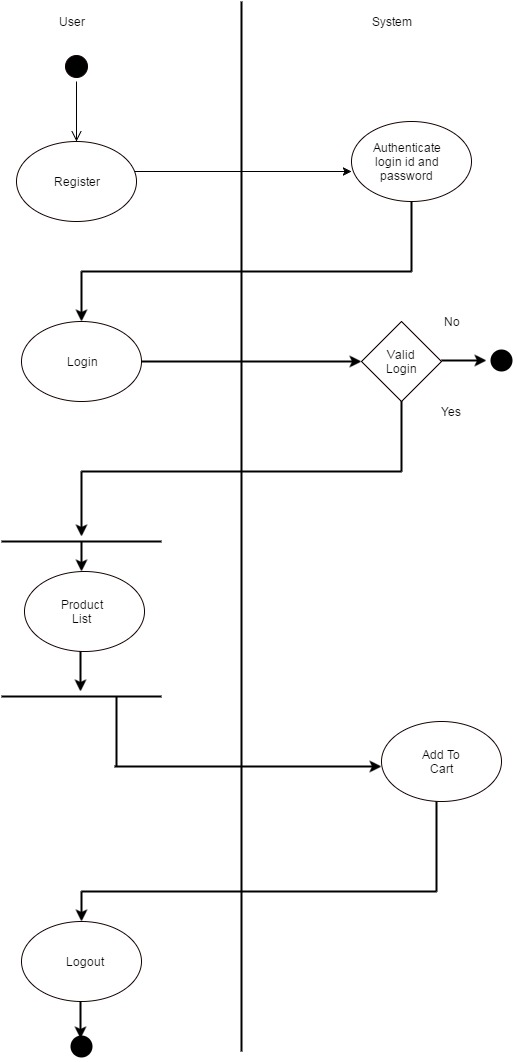 User
System
Authenticate
login id and
password
Register
No
Valid
Login
Login
Yes
Product
List
Add To
Cart
Logout